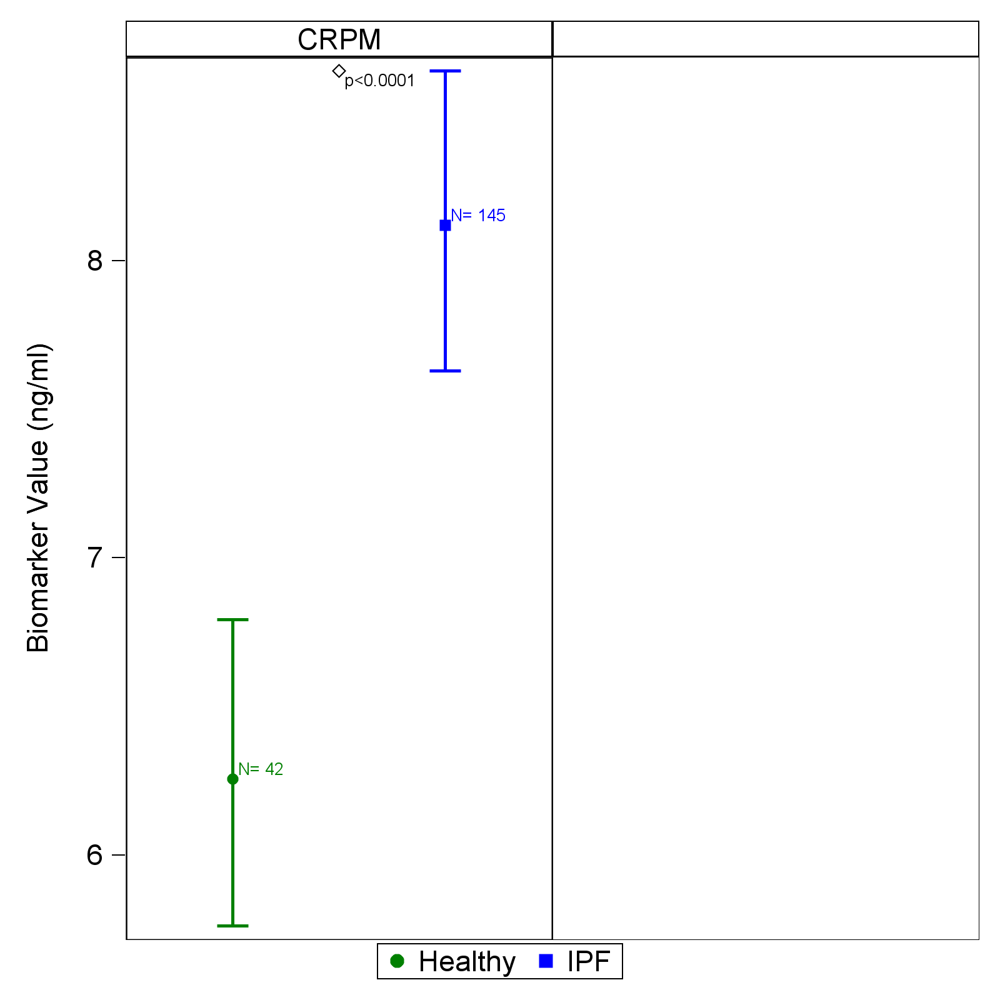 CRPM
p<0.0001
N= 145
8
Biomarker Value (ng/ml)
7
N= 42
6
Healthy IPF